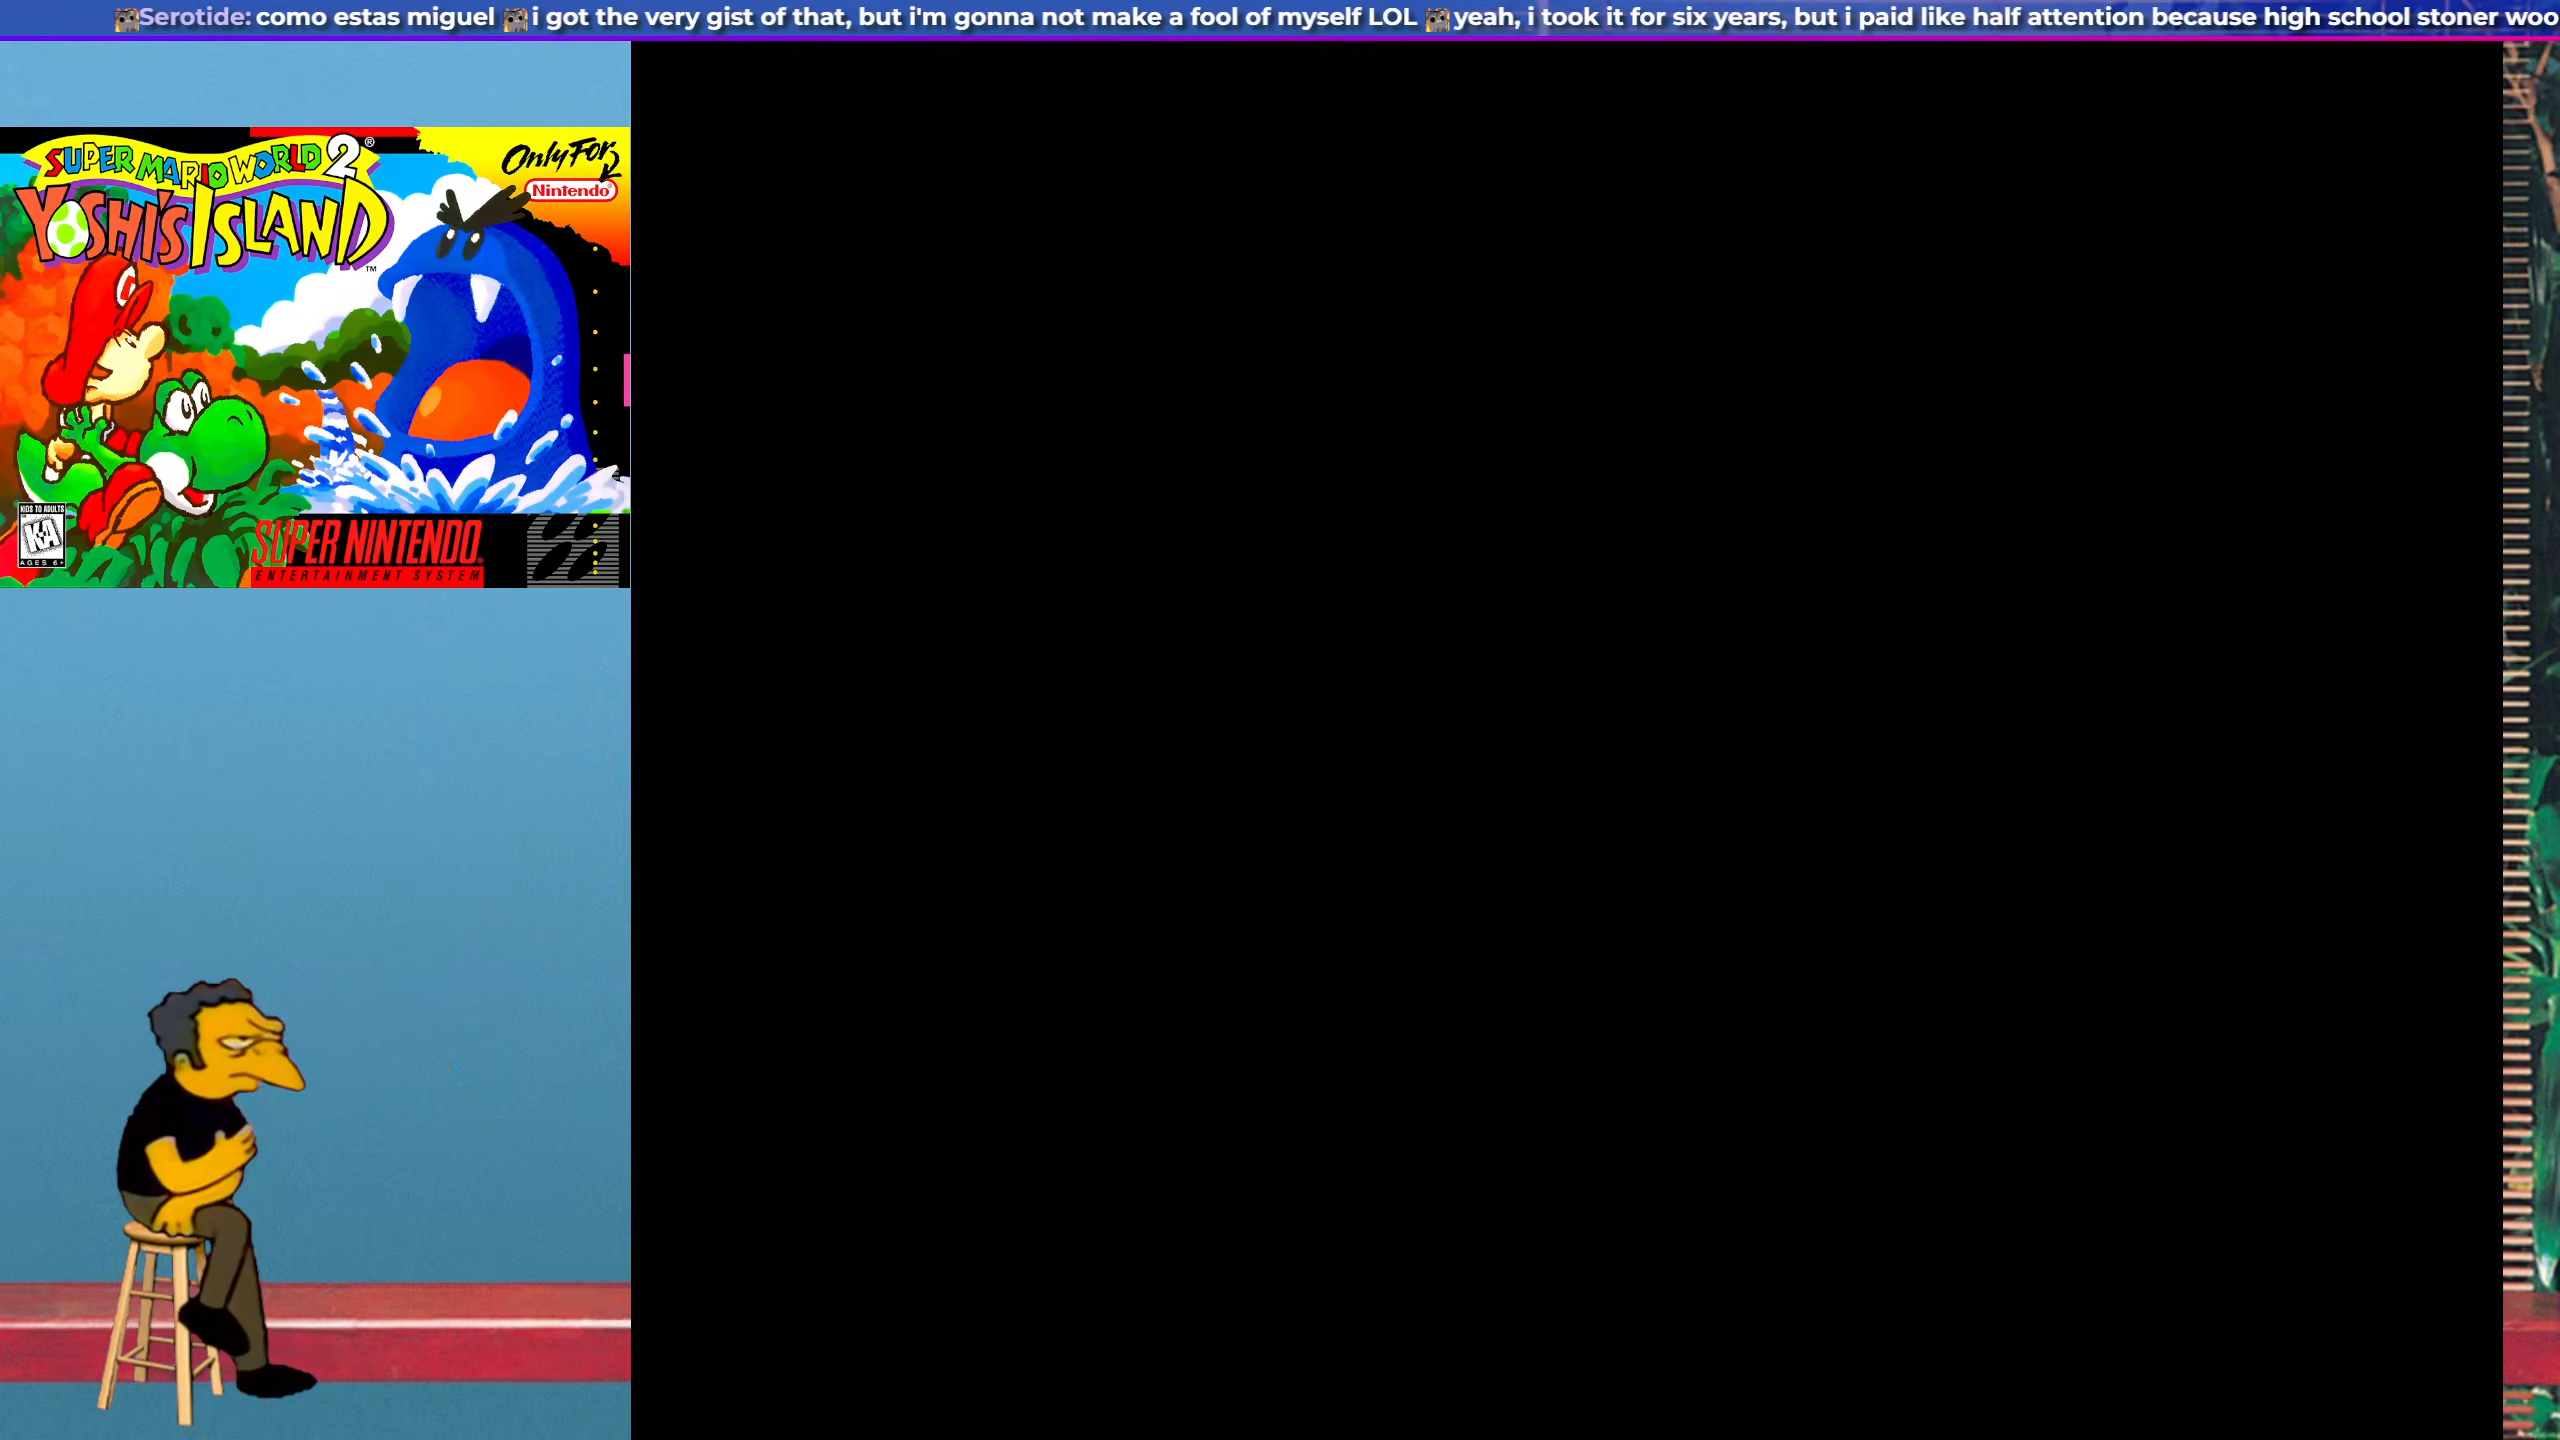 Serotide: como estas miguel i got the very gist of that, but i'm gonna not make a fool of myself LOL yeah, i took it for six years, but i paid like half attention because high school stoner woo
SUPER MARIO WORLD 2®
YOSHI'S ISLAND™
Only For
Nintendo®
KIDS TO ADULTS
KA
AGES 6+
SUPER NINTENDO®
ENTERTAINMENT SYSTEM